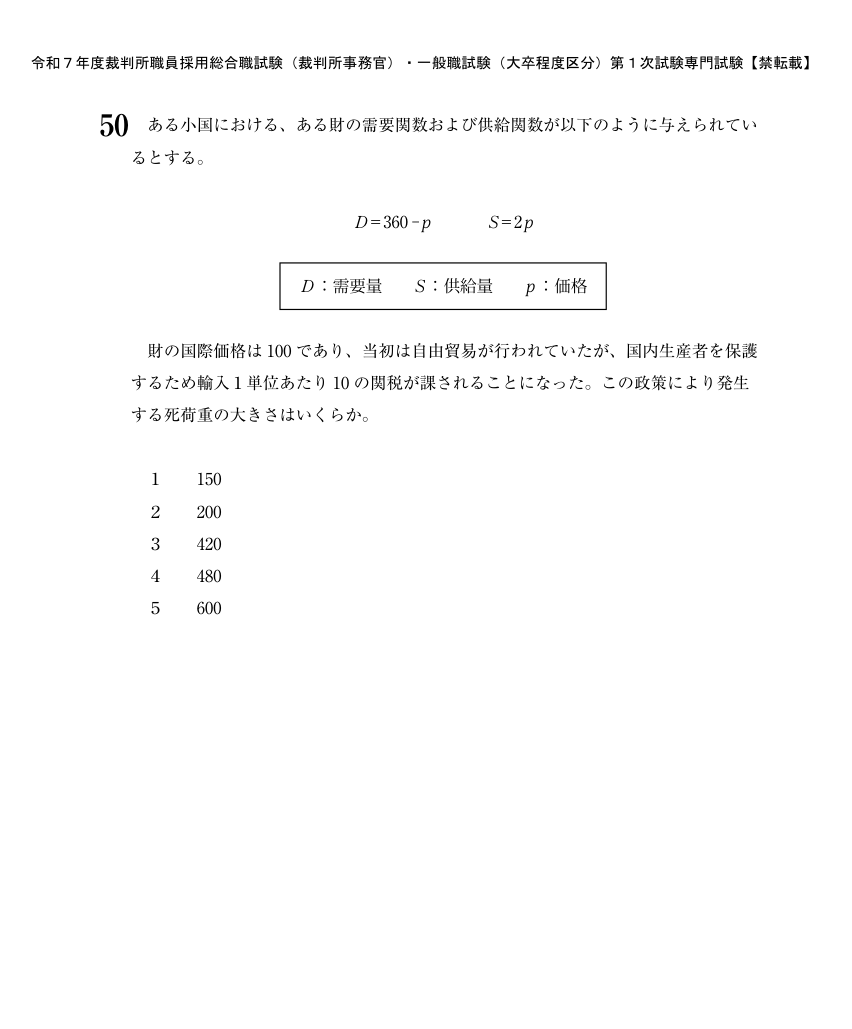 令和７年度裁判所職員採用総合職試験（裁判所事務官）・一般職試験（大卒程度区分）第１次試験専門試験【禁転載】
50　ある小国における、ある財の需要関数および供給関数が以下のように与えられてい
るとする。
D=360−p　　　S=2p
D：需要量　　S：供給量　　p：価格
財の国際価格は 100 であり、当初は自由貿易が行われていたが、国内生産者を保護
するため輸入１単位あたり 10 の関税が課されることになった。この政策により発生
する死荷重の大きさはいくらか。
1　150
2　200
3　420
4　480
5　600